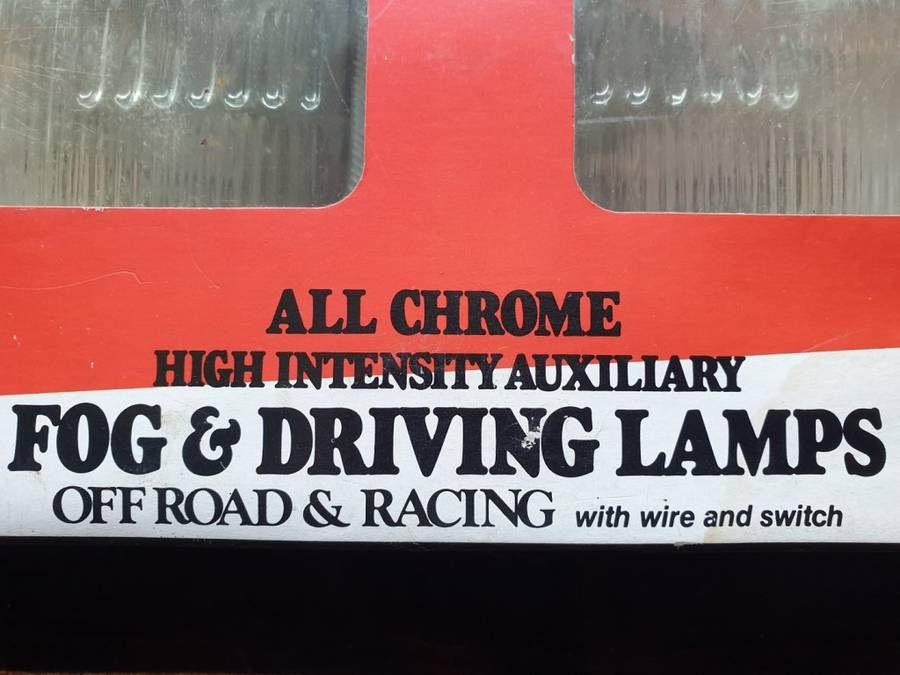 ALL CHROME
HIGH INTENSITY AUXILIARY
FOG & DRIVING LAMPS
OFF ROAD & RACING with wire and switch